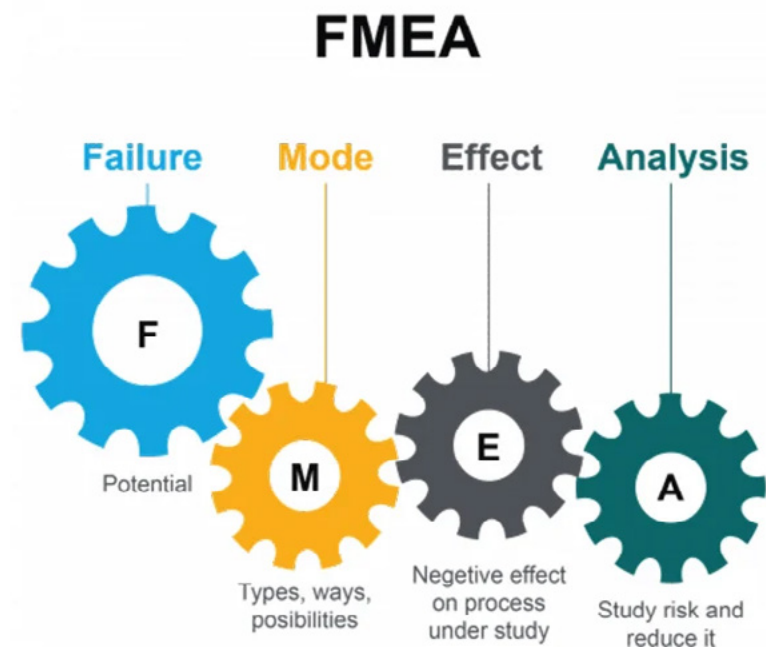 FMEA
Failure
Mode
Effect
Analysis
F
M
E
A
Potential
Types, ways,
posibilities
Negetive effect
on process
under study
Study risk and
reduce it